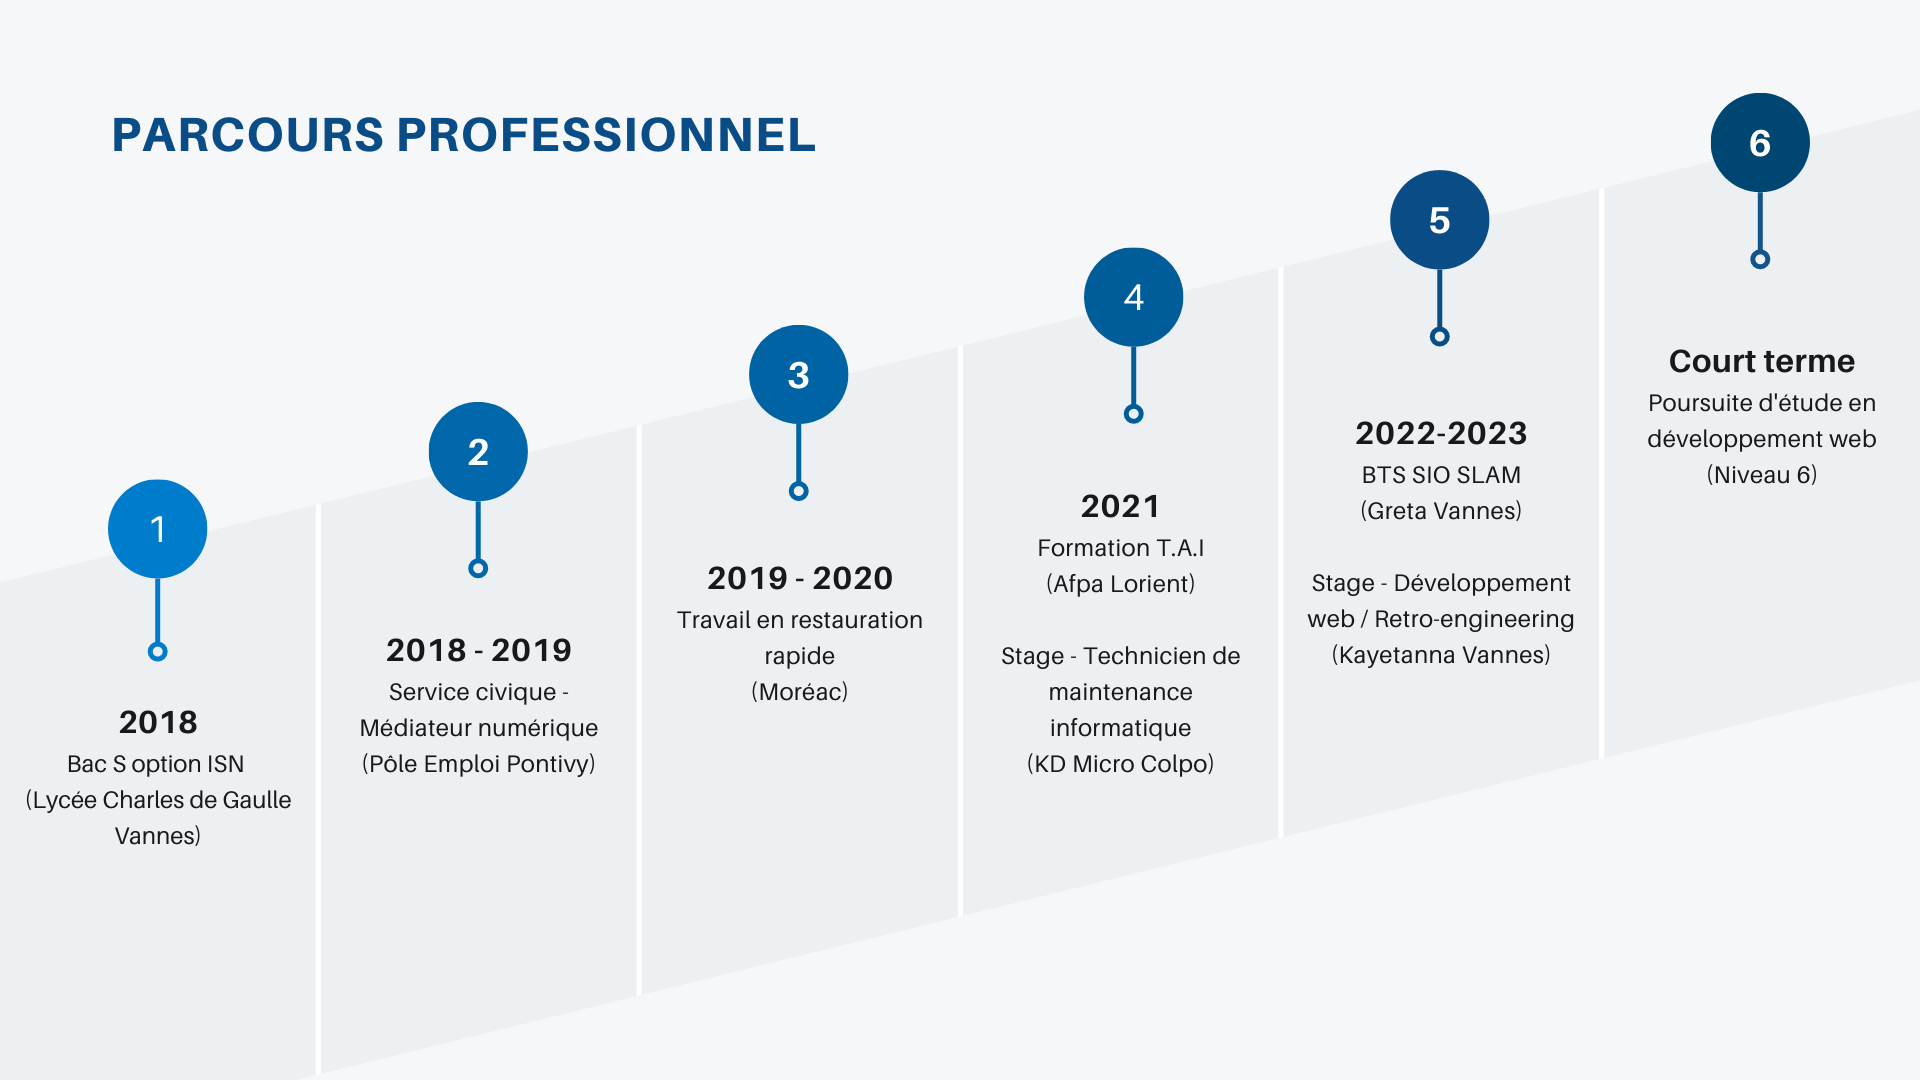 PARCOURS PROFESSIONNEL
1
2018
Bac S option ISN
(Lycée Charles de Gaulle
Vannes)
2
2018 - 2019
Service civique -
Médiateur numérique
(Pôle Emploi Pontivy)
3
2019 - 2020
Travail en restauration
rapide
(Moréac)
4
2021
Formation T.A.I
(Afpa Lorient)
Stage - Technicien de
maintenance
informatique
(KD Micro Colpo)
5
2022-2023
BTS SIO SLAM
(Greta Vannes)
Stage - Développement
web / Retro-engineering
(Kayetanna Vannes)
6
Court terme
Poursuite d'étude en
développement web
(Niveau 6)